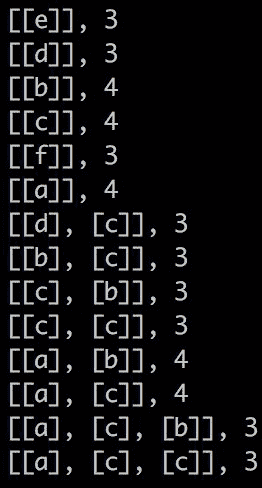 [[e]], 3
[[d]], 3
[[b]], 4
[[c]], 4
[[f]], 3
[[a]], 4
[[d], [c]], 3
[[b], [c]], 3
[[c], [b]], 3
[[c], [c]], 3
[[a], [b]], 4
[[a], [c]], 4
[[a], [c], [b]], 3
[[a], [c], [c]], 3